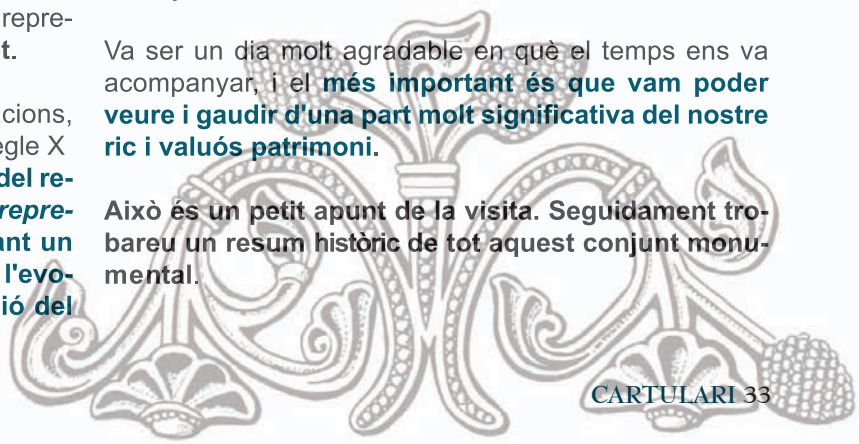 repre-
t.
cions,
egle X
del re-
repre-
ant un
l'evo-
ió del
Va ser un dia molt agradable en què el temps ens va
acompanyar, i el més important és que vam poder
veure i gaudir d'una part molt significativa del nostre
ric i valuós patrimoni.
Això és un petit apunt de la visita. Seguidament tro-
bareu un resum històric de tot aquest conjunt monu-
mental.
CARTULARI 33